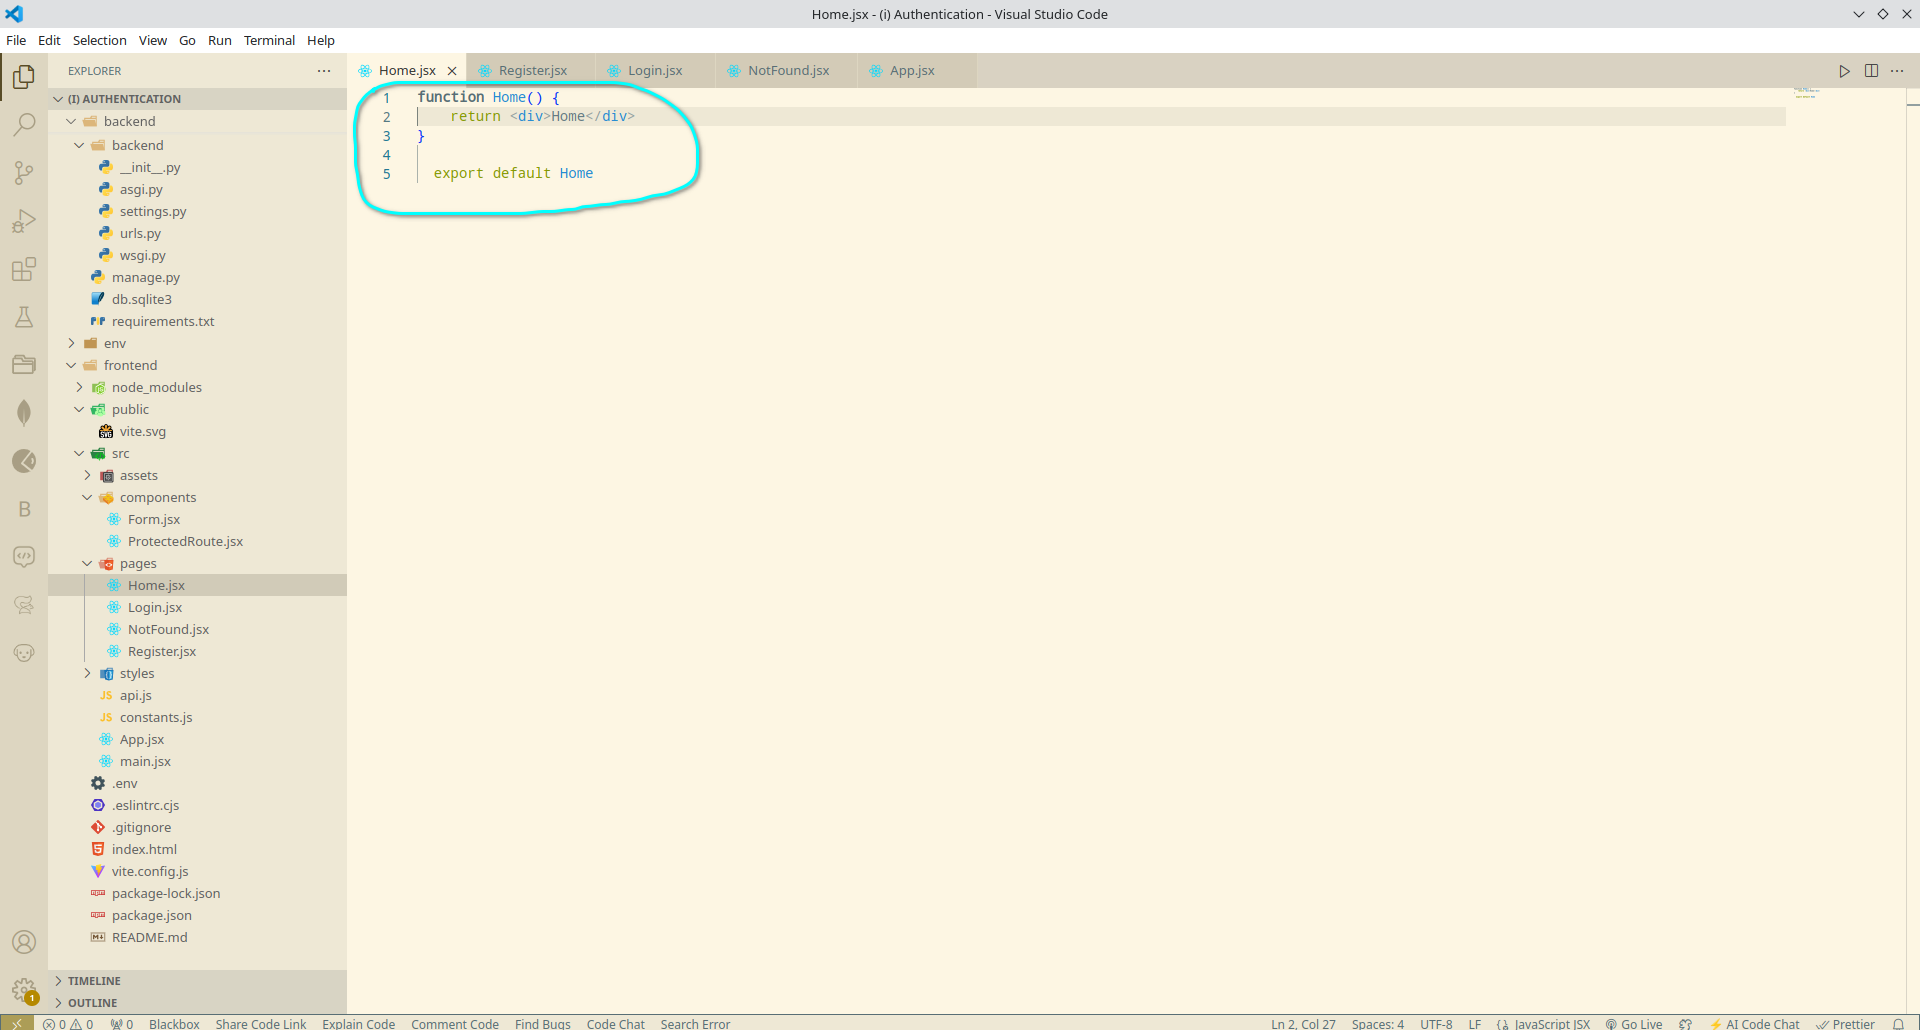 Home.jsx - (i) Authentication - Visual Studio Code
File Edit Selection View Go Run Terminal Help
EXPLORER
(I) AUTHENTICATION
backend
backend
__init__.py
asgi.py
settings.py
urls.py
wsgi.py
manage.py
db.sqlite3
requirements.txt
env
frontend
node_modules
public
vite.svg
src
assets
components
Form.jsx
ProtectedRoute.jsx
pages
Home.jsx
Login.jsx
NotFound.jsx
Register.jsx
styles
JS api.js
JS constants.js
App.jsx
main.jsx
.env
.eslintrc.cjs
.gitignore
index.html
vite.config.js
package-lock.json
package.json
README.md
TIMELINE
OUTLINE
Home.jsx Register.jsx Login.jsx NotFound.jsx App.jsx
1 function Home() {
2 return <div>Home</div>
3 }
4
5 export default Home
B
1
0 0 0 Blackbox Share Code Link Explain Code Comment Code Find Bugs Code Chat Search Error Ln 2, Col 27 Spaces: 4 UTF-8 LF {} JavaScript JSX Go Live AI Code Chat Prettier